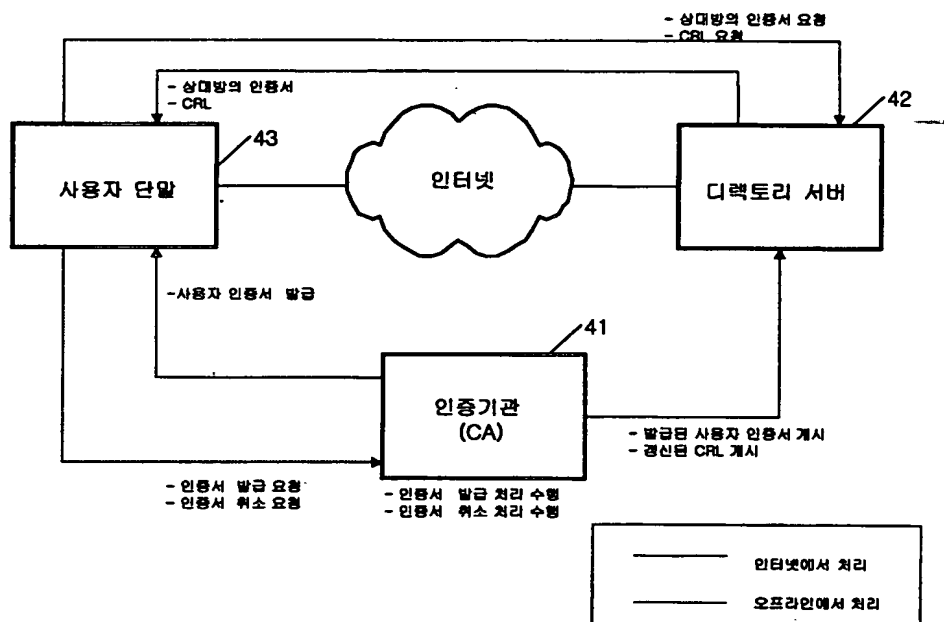 - 상대방의 인증서 요청
- CRL 요청
- 상대방의 인증서
- CRL
43
42
사용자 단말
인터넷
디렉토리 서버
-사용자 인증서 발급
41
인증기관
(CA)
- 발급된 사용자 인증서 게시
- 갱신된 CRL 게시
- 인증서 발급 요청
- 인증서 취소 요청
- 인증서 발급 처리 수행
- 인증서 취소 처리 수행
인터넷에서 처리
오프라인에서 처리